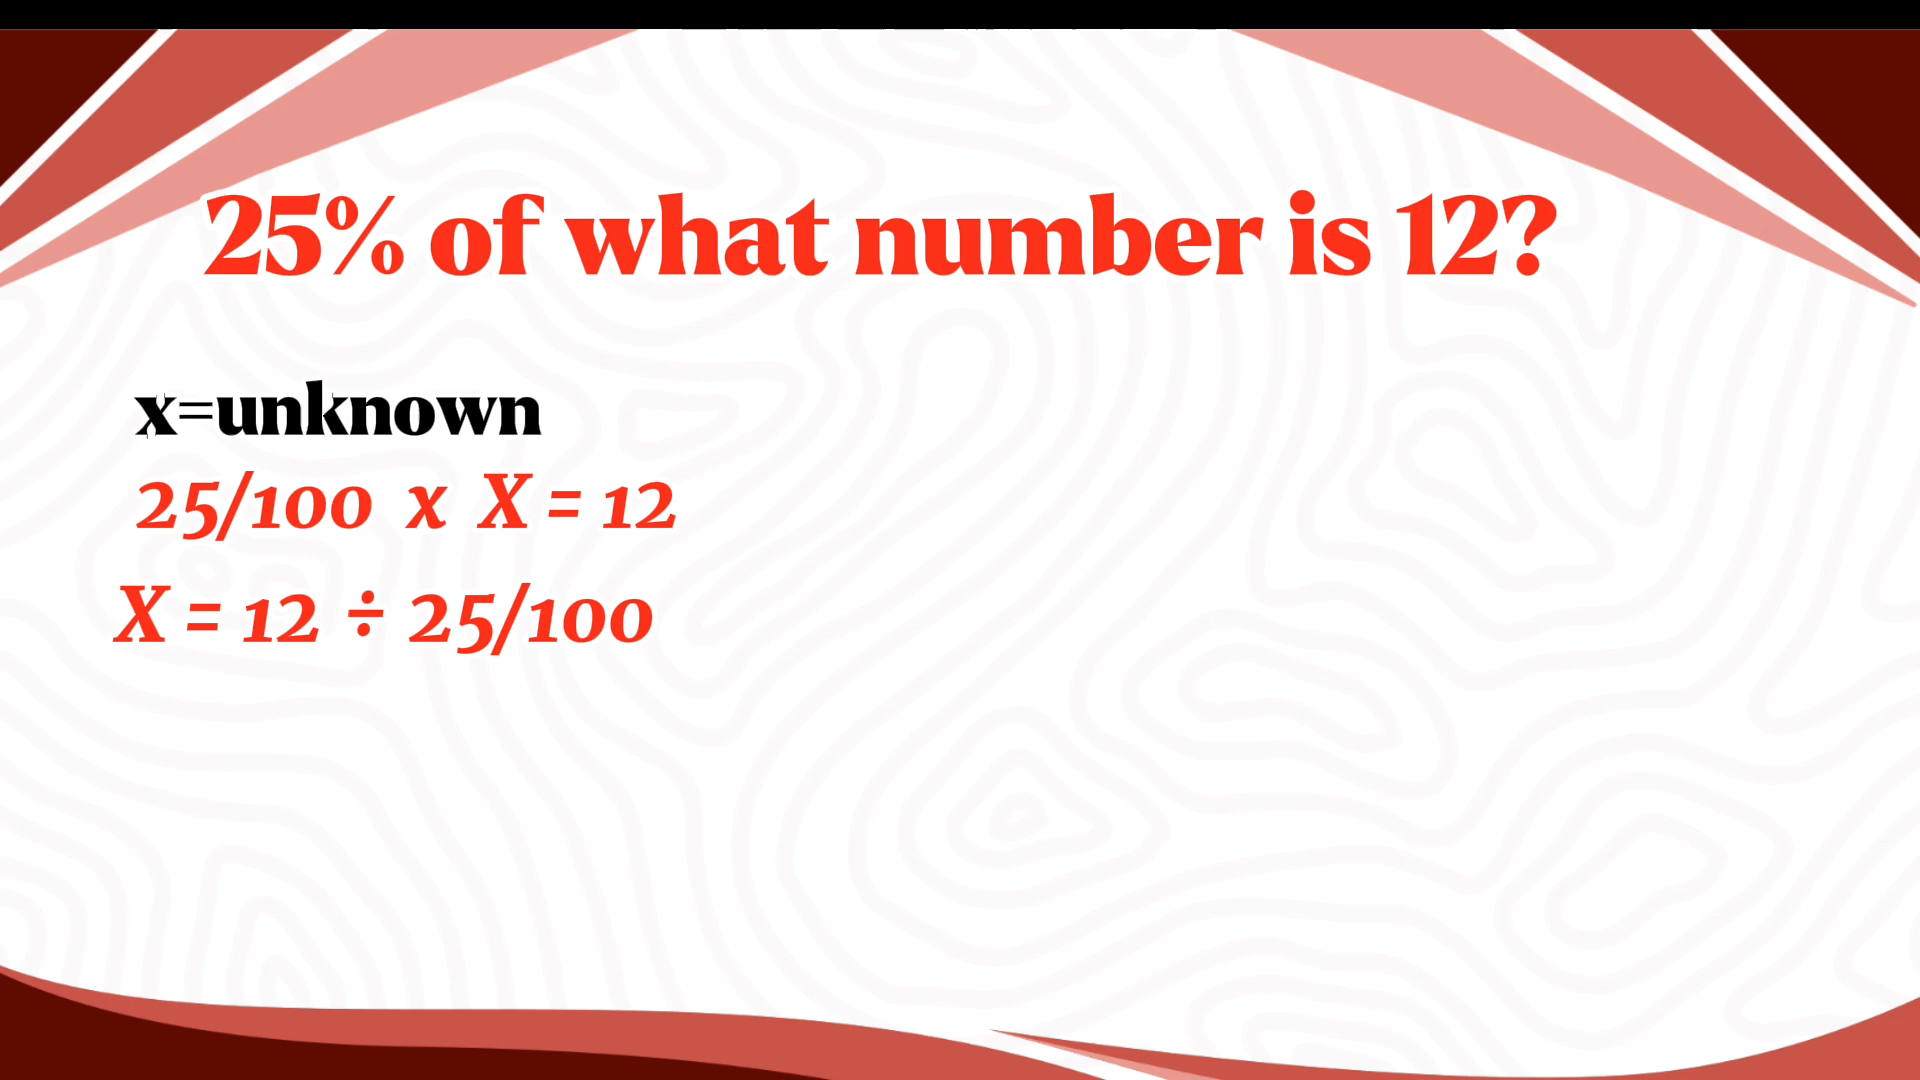 25% of what number is 12?
x=unknown
25/100 x X = 12
X = 12 ÷ 25/100